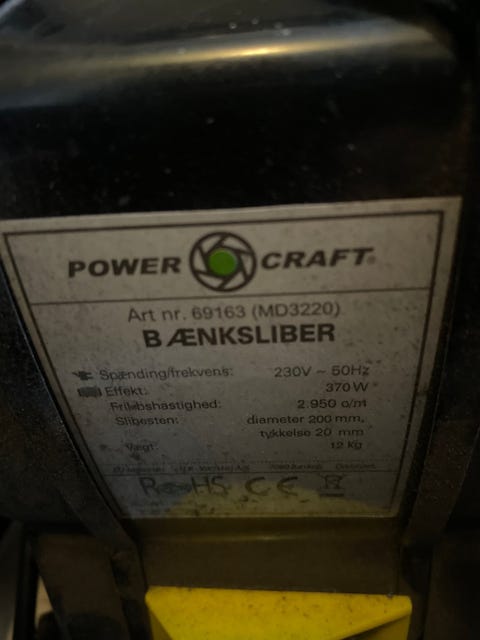 POWER CRAFT®
Art nr. 69163 (MD3220)
BÆNKSLIBER
Spænding/frekvens: 230V ~ 50Hz
Effekt: 370 W
Friløbshastighed: 2.950 o/m
Slibesten: diameter 200 mm,
tykkelse 20 mm
Vægt: 12 Kg
RoHS CE